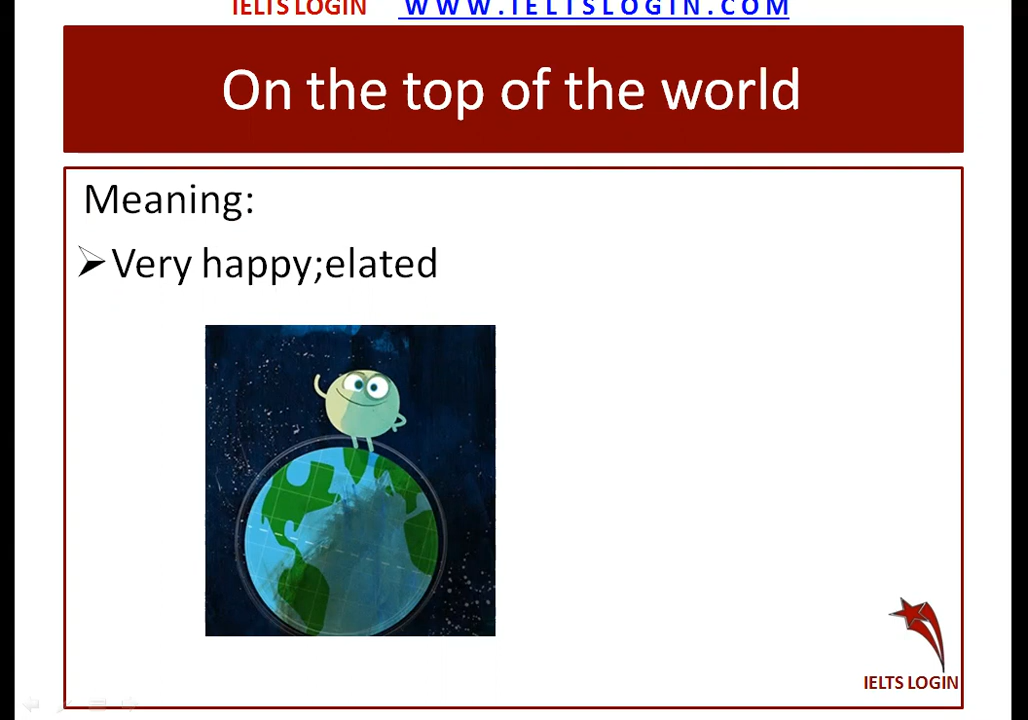 IELTS LOGIN WWW.IELTSLOGIN.COM
On the top of the world
Meaning:
Very happy;elated
IELTS LOGIN